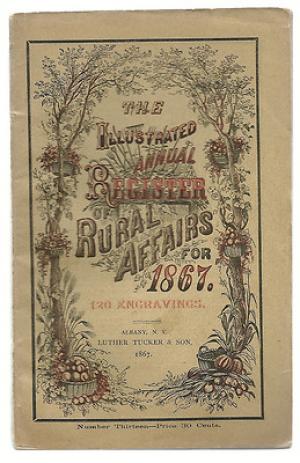 THE
ILLUSTRATED
ANNUAL
REGISTER
OF
RURAL
AFFAIRS
FOR
1867.
120 ENGRAVINGS.
ALBANY, N. Y.
LUTHER TUCKER & SON,
1867.
Number Thirteen—Price 30 Cents.